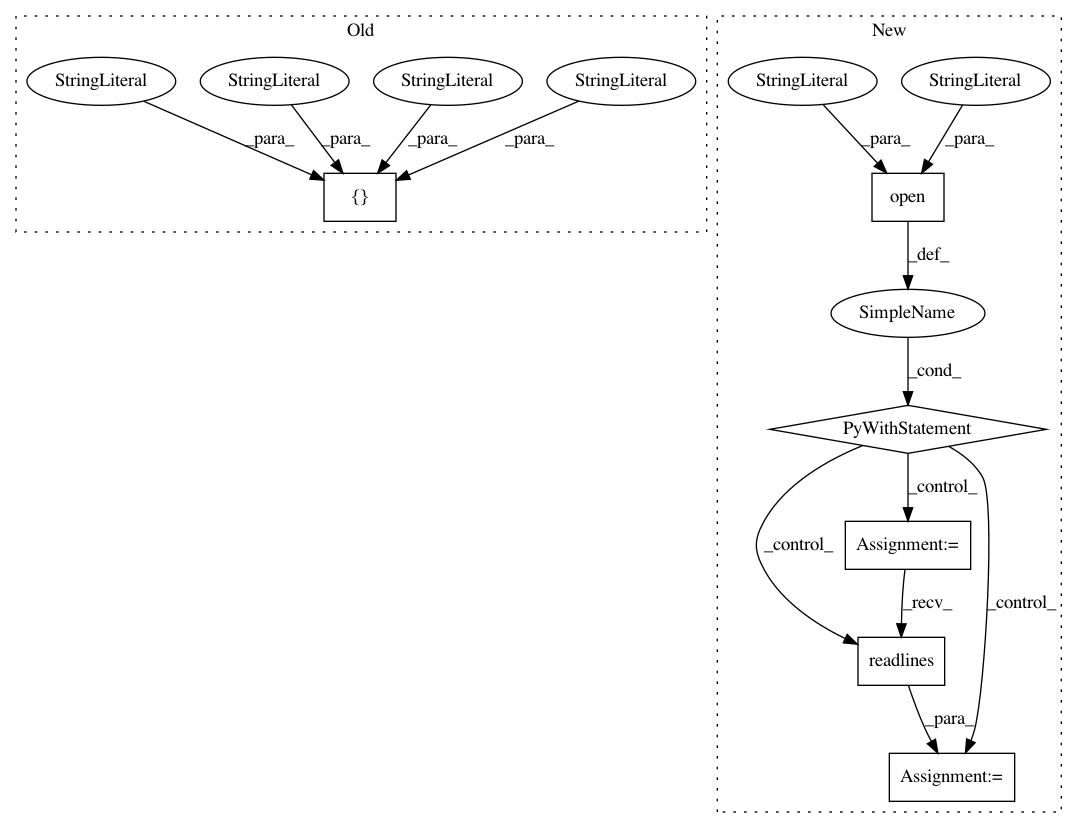 Old
New
StringLiteral StringLiteral StringLiteral StringLiteral
StringLiteral StringLiteral
_para_ _para_ _para_ _para_
_para_ _para_
{}
open
_def_
SimpleName
_cond_
PyWithStatement
_control_
_control_
Assignment:=
_recv_
_control_
readlines
_para_
Assignment:=